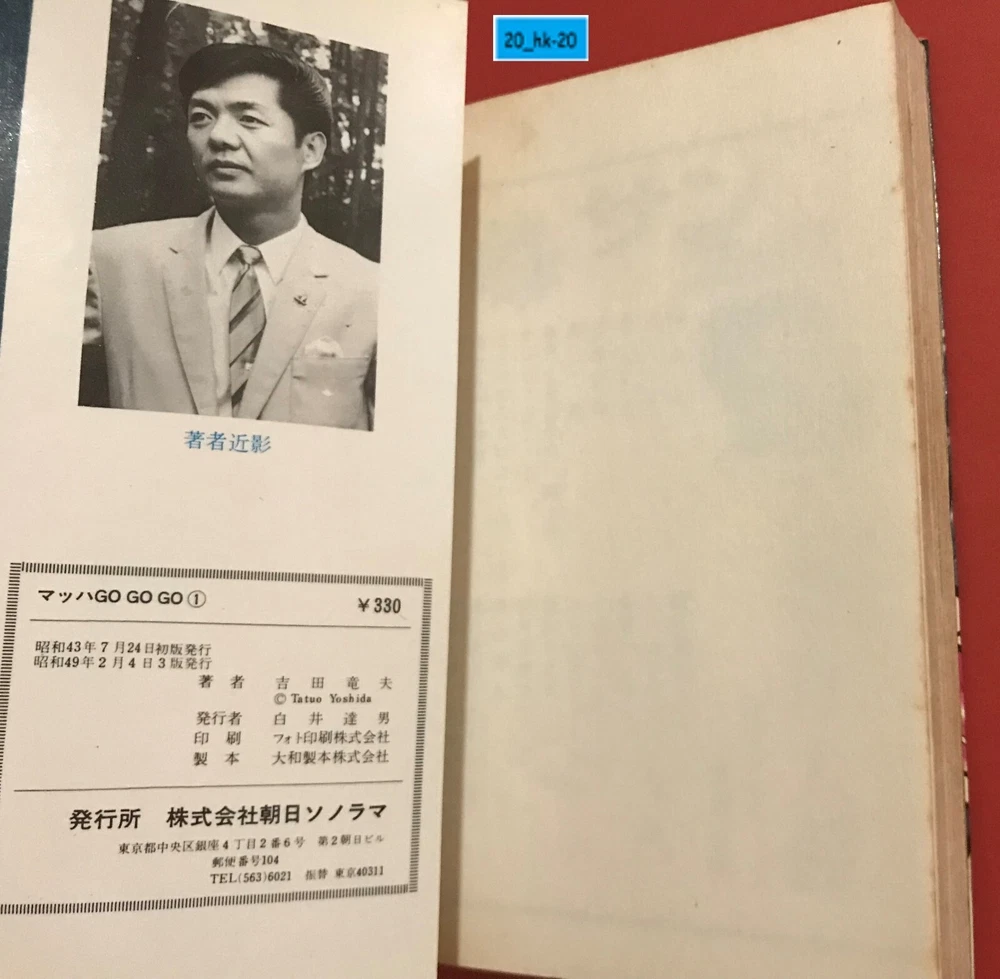 20_hk-20
著者近影
マッハGO GO GO① ¥330
昭和43年7月24日初版発行
昭和49年2月4日3版発行
著者 吉田竜夫
© Tatuo Yoshida
発行者 白井達男
印刷 フォト印刷株式会社
製本 大和製本株式会社
発行所 株式会社朝日ソノラマ
東京都中央区銀座4丁目2番6号 第2朝日ビル
郵便番号104
TEL(563)6021 振替 東京40311